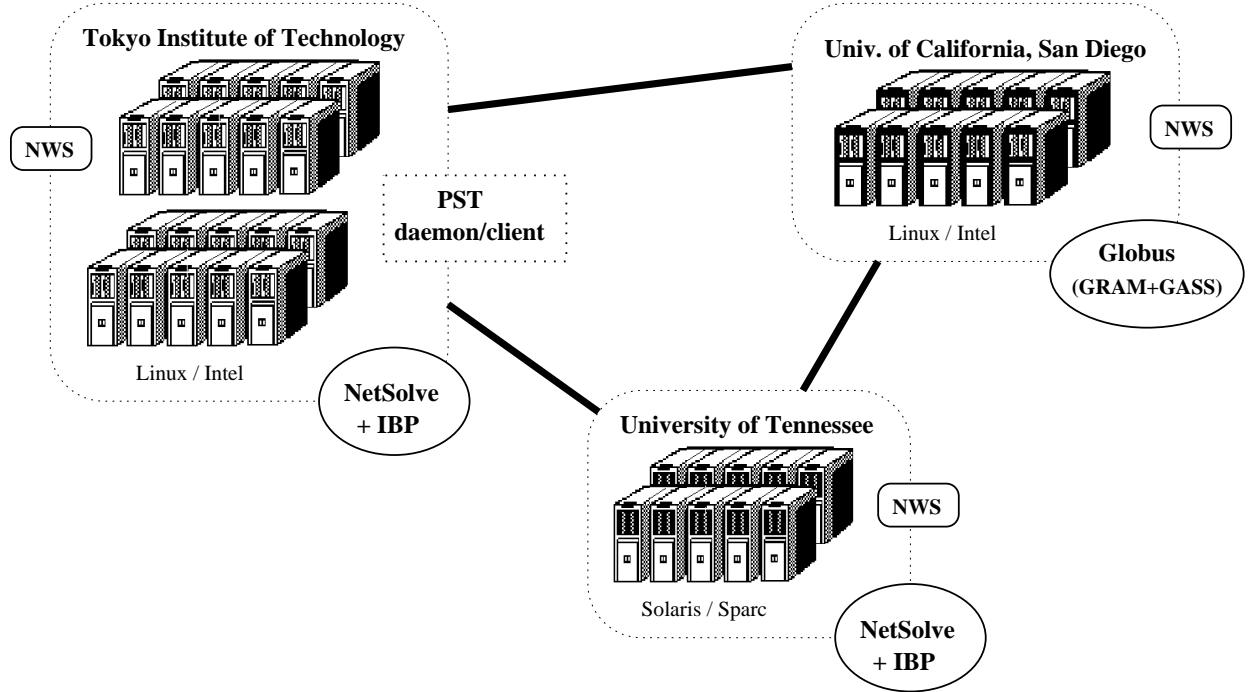 Tokyo Institute of Technology
NWS
PST
daemon/client
Linux / Intel
NetSolve
+ IBP
Univ. of California, San Diego
NWS
Linux / Intel
Globus
(GRAM+GASS)
University of Tennessee
NWS
Solaris / Sparc
NetSolve
+ IBP